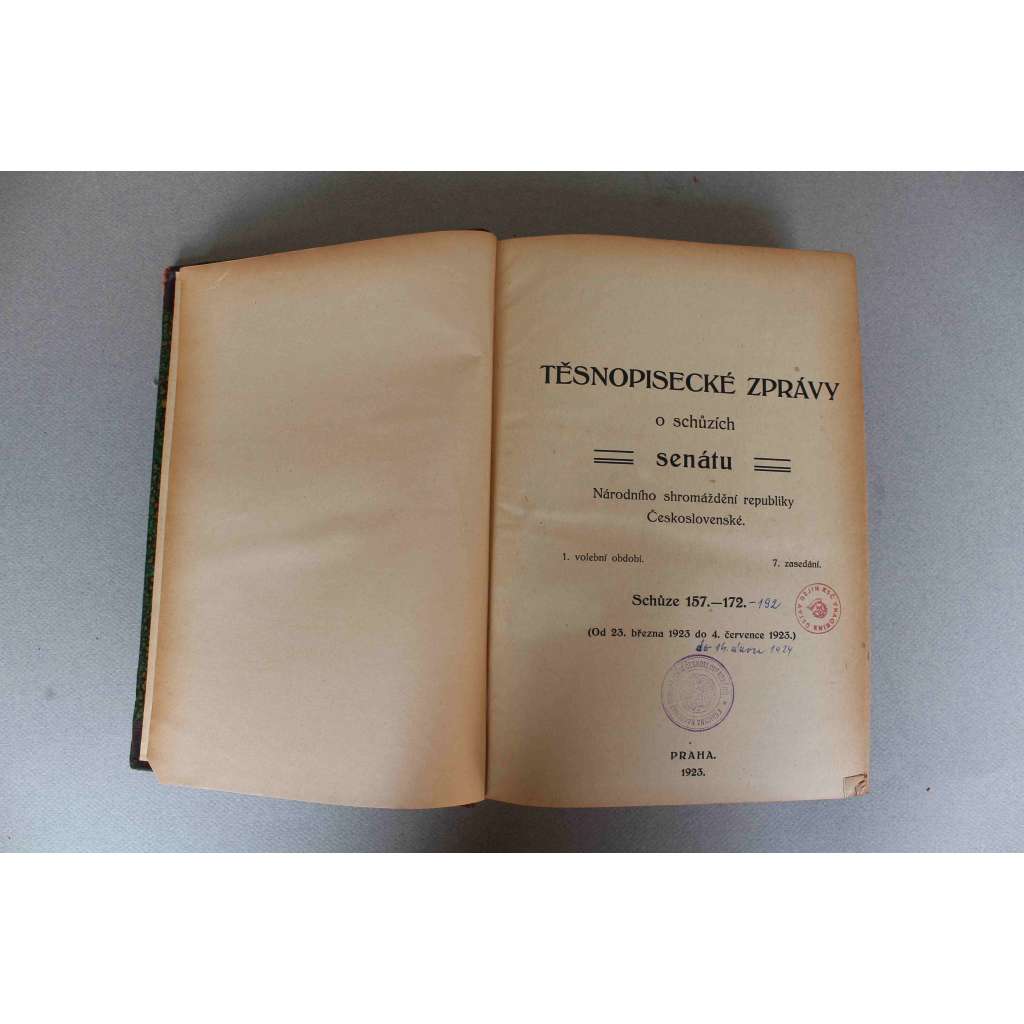 TĚSNOPISECKÉ ZPRÁVY
o schůzích
senátu
Národního shromáždění republiky
Československé.
1. volební období. 7. zasedání.
Schůze 157.—172. -192
(Od 23. března 1923 do 4. července 1923.)
do 14. února 1924
PRAHA.
1923.